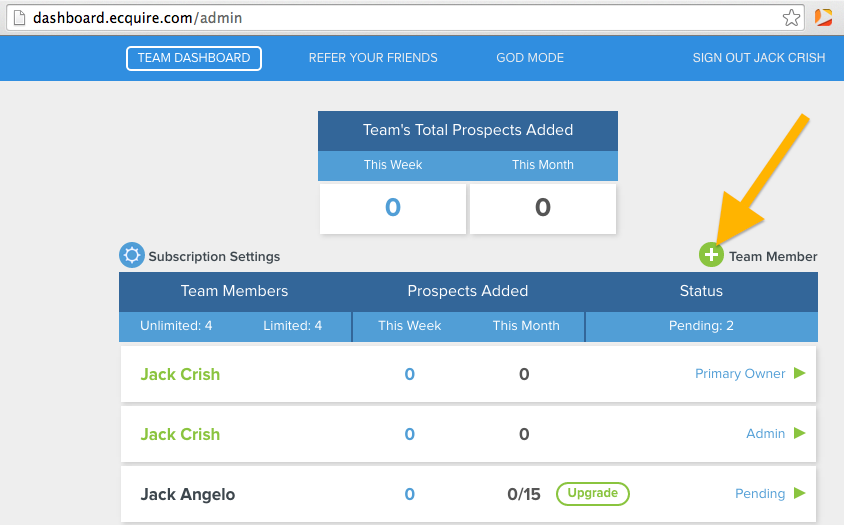 dashboard.ecquire.com/admin
TEAM DASHBOARD REFER YOUR FRIENDS GOD MODE SIGN OUT JACK CRISH
Team's Total Prospects Added
This Week This Month
0 0
Subscription Settings Team Member
Team Members Prospects Added Status
Unlimited: 4 Limited: 4 This Week This Month Pending: 2
Jack Crish 0 0 Primary Owner
Jack Crish 0 0 Admin
Jack Angelo 0 0/15 Upgrade Pending